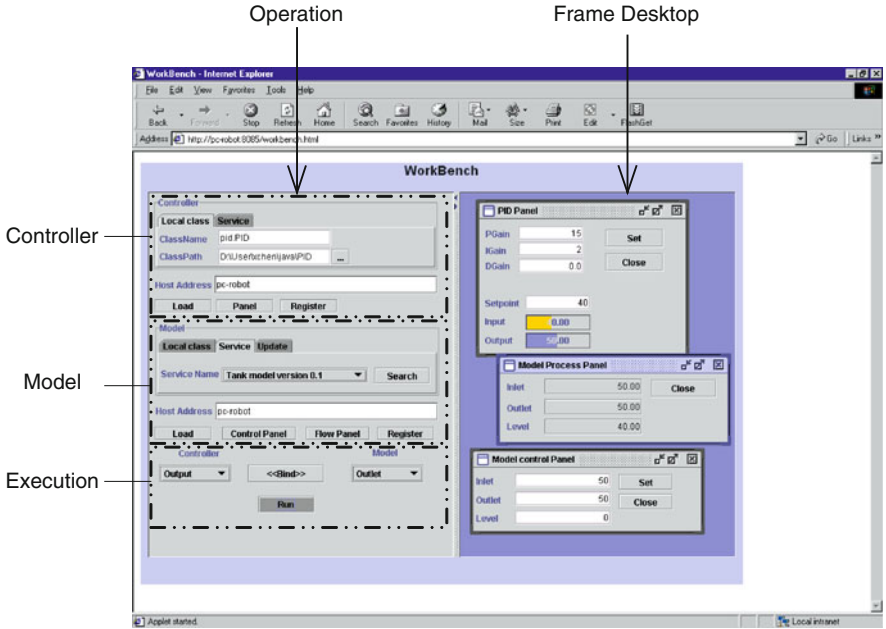 Operation
Frame Desktop
WorkBench - Internet Explorer
File Edit View Favorites Tools Help
Back Forward Stop Refresh Home Search Favorites History Mail Size Print Edit FlashGet
Address http://pc-robot:8085/workbench.html Go Links »
WorkBench
Controller
Controller
Local class Service
ClassName pid.PID
ClassPath D:\User\xchen\java\PID ...
Host Address pc-robot
Load Panel Register
Model
Model
Local class Service Update
Service Name Tank model version 0.1 Search
Host Address pc-robot
Load Control Panel Flow Panel Register
Execution
Controller Model
Output <<Bind>> Outlet
Run
PID Panel
PGain 15 Set
IGain 2
DGain 0.0 Close
Setpoint 40
Input 0.00
Output 50.00
Model Process Panel
Inlet 50.00 Close
Outlet 50.00
Level 40.00
Model control Panel
Inlet 50 Set
Outlet 50 Close
Level 0
Applet started. Local intranet